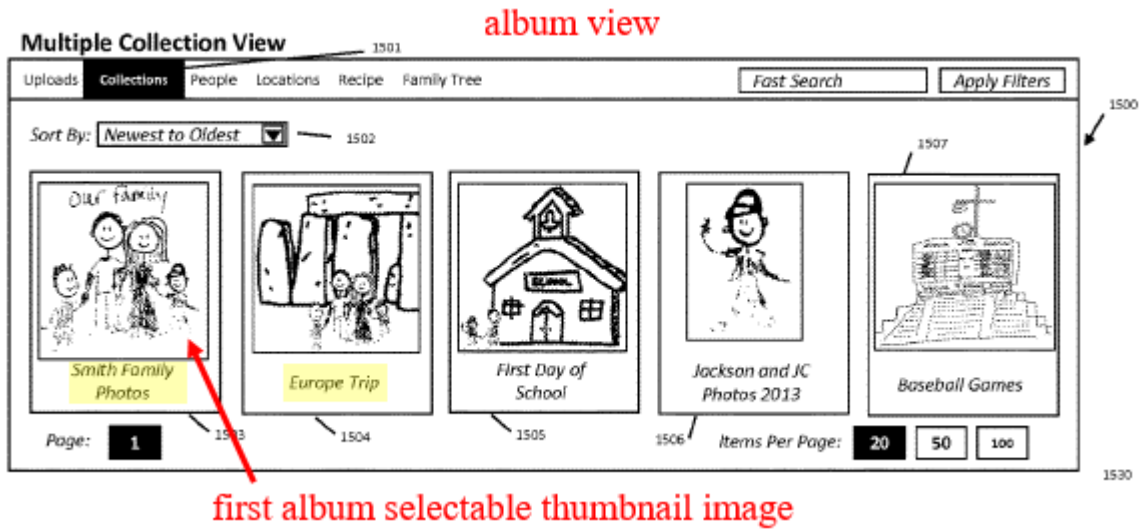 album view
Multiple Collection View
1501
Uploads Collections People Locations Recipe Family Tree Fast Search Apply Filters
1500
Sort By: Newest to Oldest 1502
1507
Our family
SCHOOL
Smith Family
Photos
Europe Trip
First Day of
School
Jackson and JC
Photos 2013
Baseball Games
1503 1504 1505 1506
Page: 1 Items Per Page: 20 50 100
1530
first album selectable thumbnail image